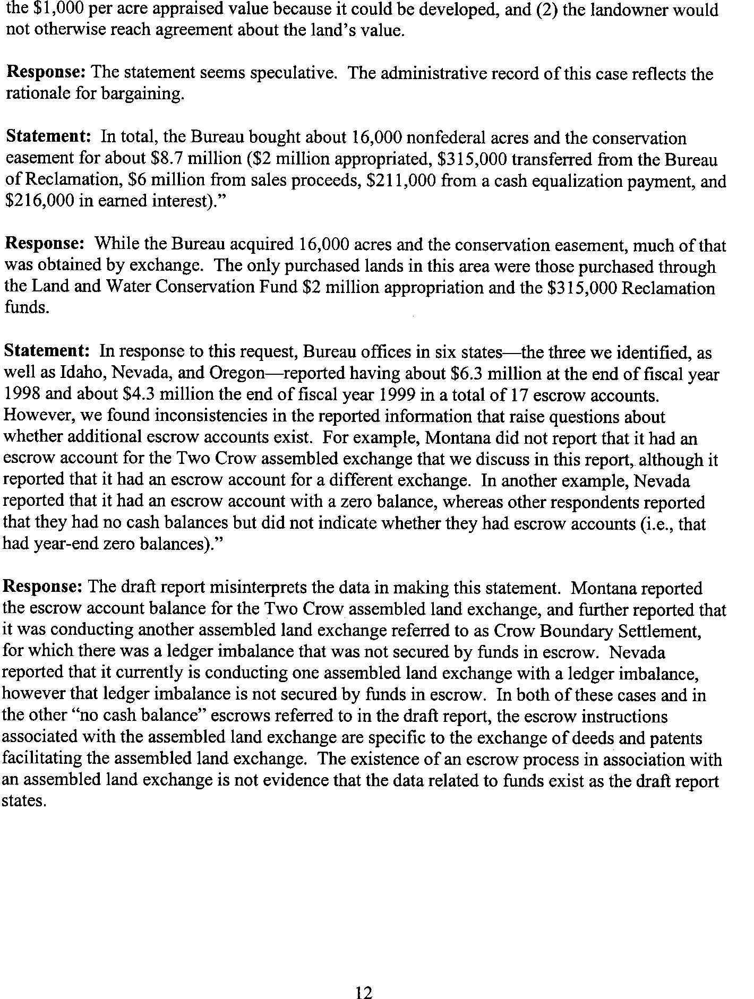 the $1,000 per acre appraised value because it could be developed, and (2) the landowner would
not otherwise reach agreement about the land's value.
Response: The statement seems speculative. The administrative record of this case reflects the
rationale for bargaining.
Statement: In total, the Bureau bought about 16,000 nonfederal acres and the conservation
easement for about $8.7 million ($2 million appropriated, $315,000 transferred from the Bureau
of Reclamation, $6 million from sales proceeds, $211,000 from a cash equalization payment, and
$216,000 in earned interest)."
Response: While the Bureau acquired 16,000 acres and the conservation easement, much of that
was obtained by exchange. The only purchased lands in this area were those purchased through
the Land and Water Conservation Fund $2 million appropriation and the $315,000 Reclamation
funds.
Statement: In response to this request, Bureau offices in six states—the three we identified, as
well as Idaho, Nevada, and Oregon—reported having about $6.3 million at the end of fiscal year
1998 and about $4.3 million the end of fiscal year 1999 in a total of 17 escrow accounts.
However, we found inconsistencies in the reported information that raise questions about
whether additional escrow accounts exist. For example, Montana did not report that it had an
escrow account for the Two Crow assembled exchange that we discuss in this report, although it
reported that it had an escrow account for a different exchange. In another example, Nevada
reported that it had an escrow account with a zero balance, whereas other respondents reported
that they had no cash balances but did not indicate whether they had escrow accounts (i.e., that
had year-end zero balances)."
Response: The draft report misinterprets the data in making this statement. Montana reported
the escrow account balance for the Two Crow assembled land exchange, and further reported that
it was conducting another assembled land exchange referred to as Crow Boundary Settlement,
for which there was a ledger imbalance that was not secured by funds in escrow. Nevada
reported that it currently is conducting one assembled land exchange with a ledger imbalance,
however that ledger imbalance is not secured by funds in escrow. In both of these cases and in
the other "no cash balance" escrows referred to in the draft report, the escrow instructions
associated with the assembled land exchange are specific to the exchange of deeds and patents
facilitating the assembled land exchange. The existence of an escrow process in association with
an assembled land exchange is not evidence that the data related to funds exist as the draft report
states.
12